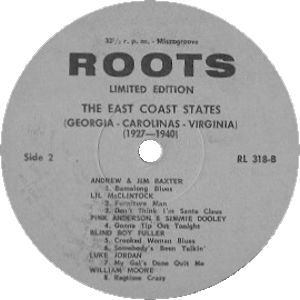 33⅓ r. p. m. - Microgroove
ROOTS
LIMITED EDITION
THE EAST COAST STATES
(GEORGIA - CAROLINAS - VIRGINIA)
(1927—1940)
Side 2
RL 318-B
ANDREW & JIM BAXTER
1. Bamalong Blues
LIL McCLINTOCK
2. Furniture Man
3. Don't Think I'm Santa Claus
PINK ANDERSON & SIMMIE DOOLEY
4. Gonna Tip Out Tonight
BLIND BOY FULLER
5. Crooked Woman Blues
6. Somebody's Been Talkin'
LUKE JORDAN
7. My Gal's Done Quit Me
WILLIAM MOORE
8. Ragtime Crazy